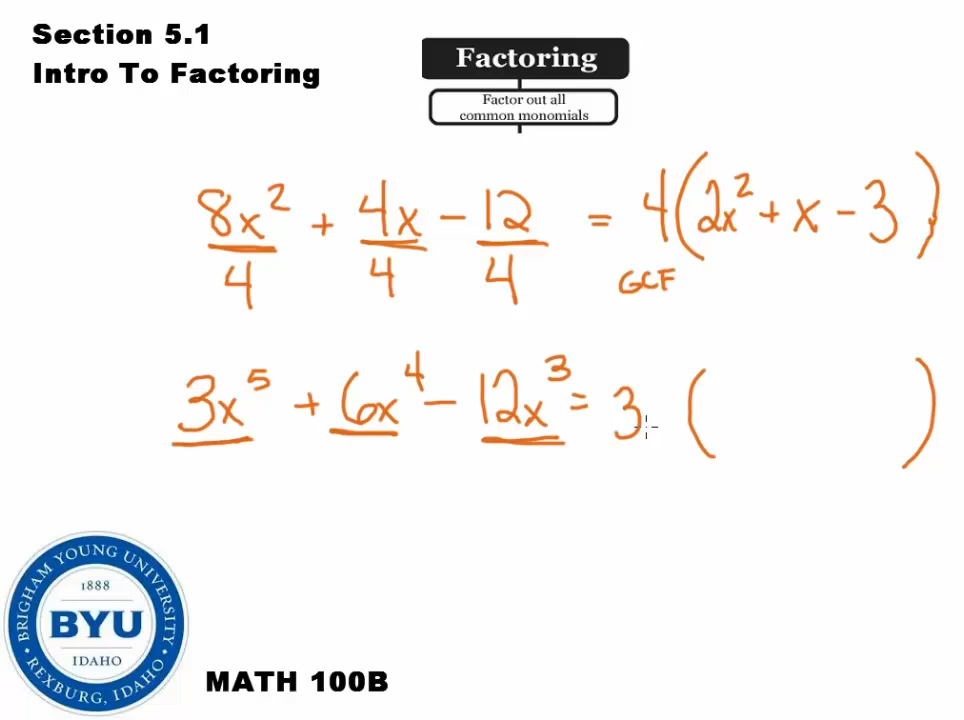 Section 5.1
Intro To Factoring
Factoring
Factor out all
common monomials
8x² + 4x - 12 = 4(2x² + x - 3)
4 4 4
GCF
3x⁵ + 6x⁴ - 12x³ = 3 ( )
BRIGHAM YOUNG UNIVERSITY
1888
BYU
IDAHO
REXBURG, IDAHO
MATH 100B